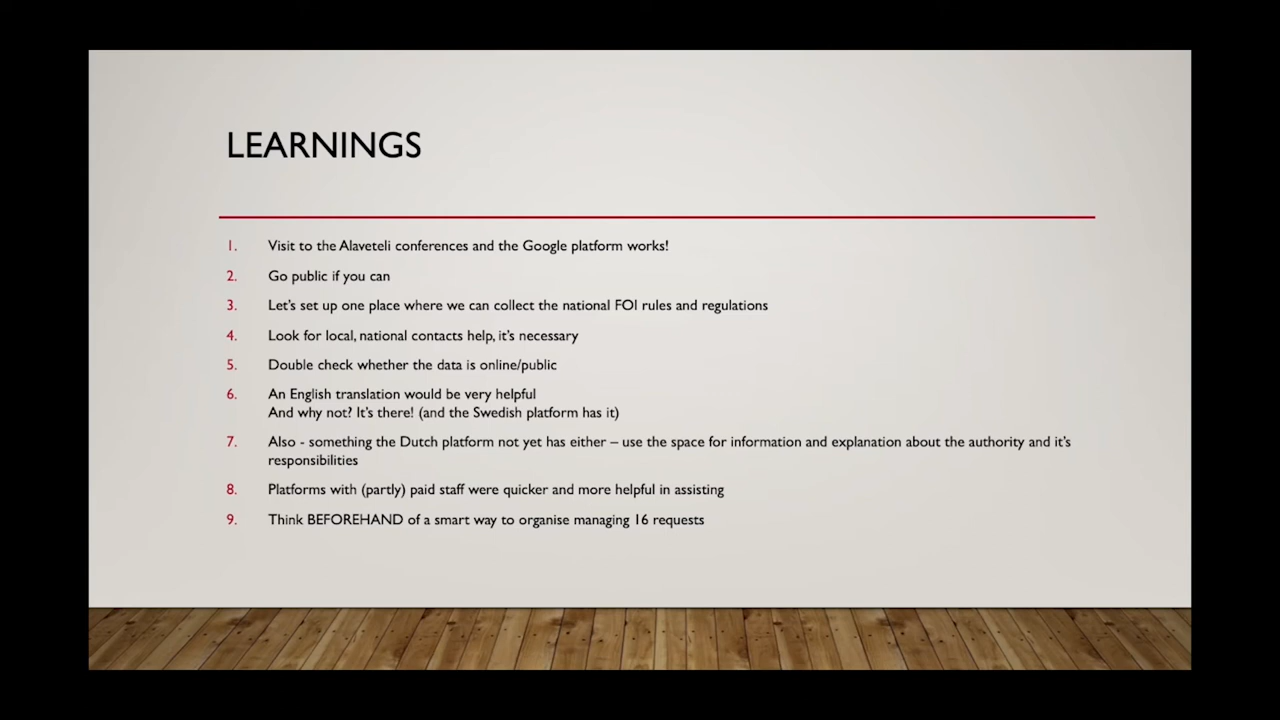 LEARNINGS
1. Visit to the Alaveteli conferences and the Google platform works!
2. Go public if you can
3. Let's set up one place where we can collect the national FOI rules and regulations
4. Look for local, national contacts help, it's necessary
5. Double check whether the data is online/public
6. An English translation would be very helpful
And why not? It's there! (and the Swedish platform has it)
7. Also - something the Dutch platform not yet has either – use the space for information and explanation about the authority and it's
responsibilities
8. Platforms with (partly) paid staff were quicker and more helpful in assisting
9. Think BEFOREHAND of a smart way to organise managing 16 requests